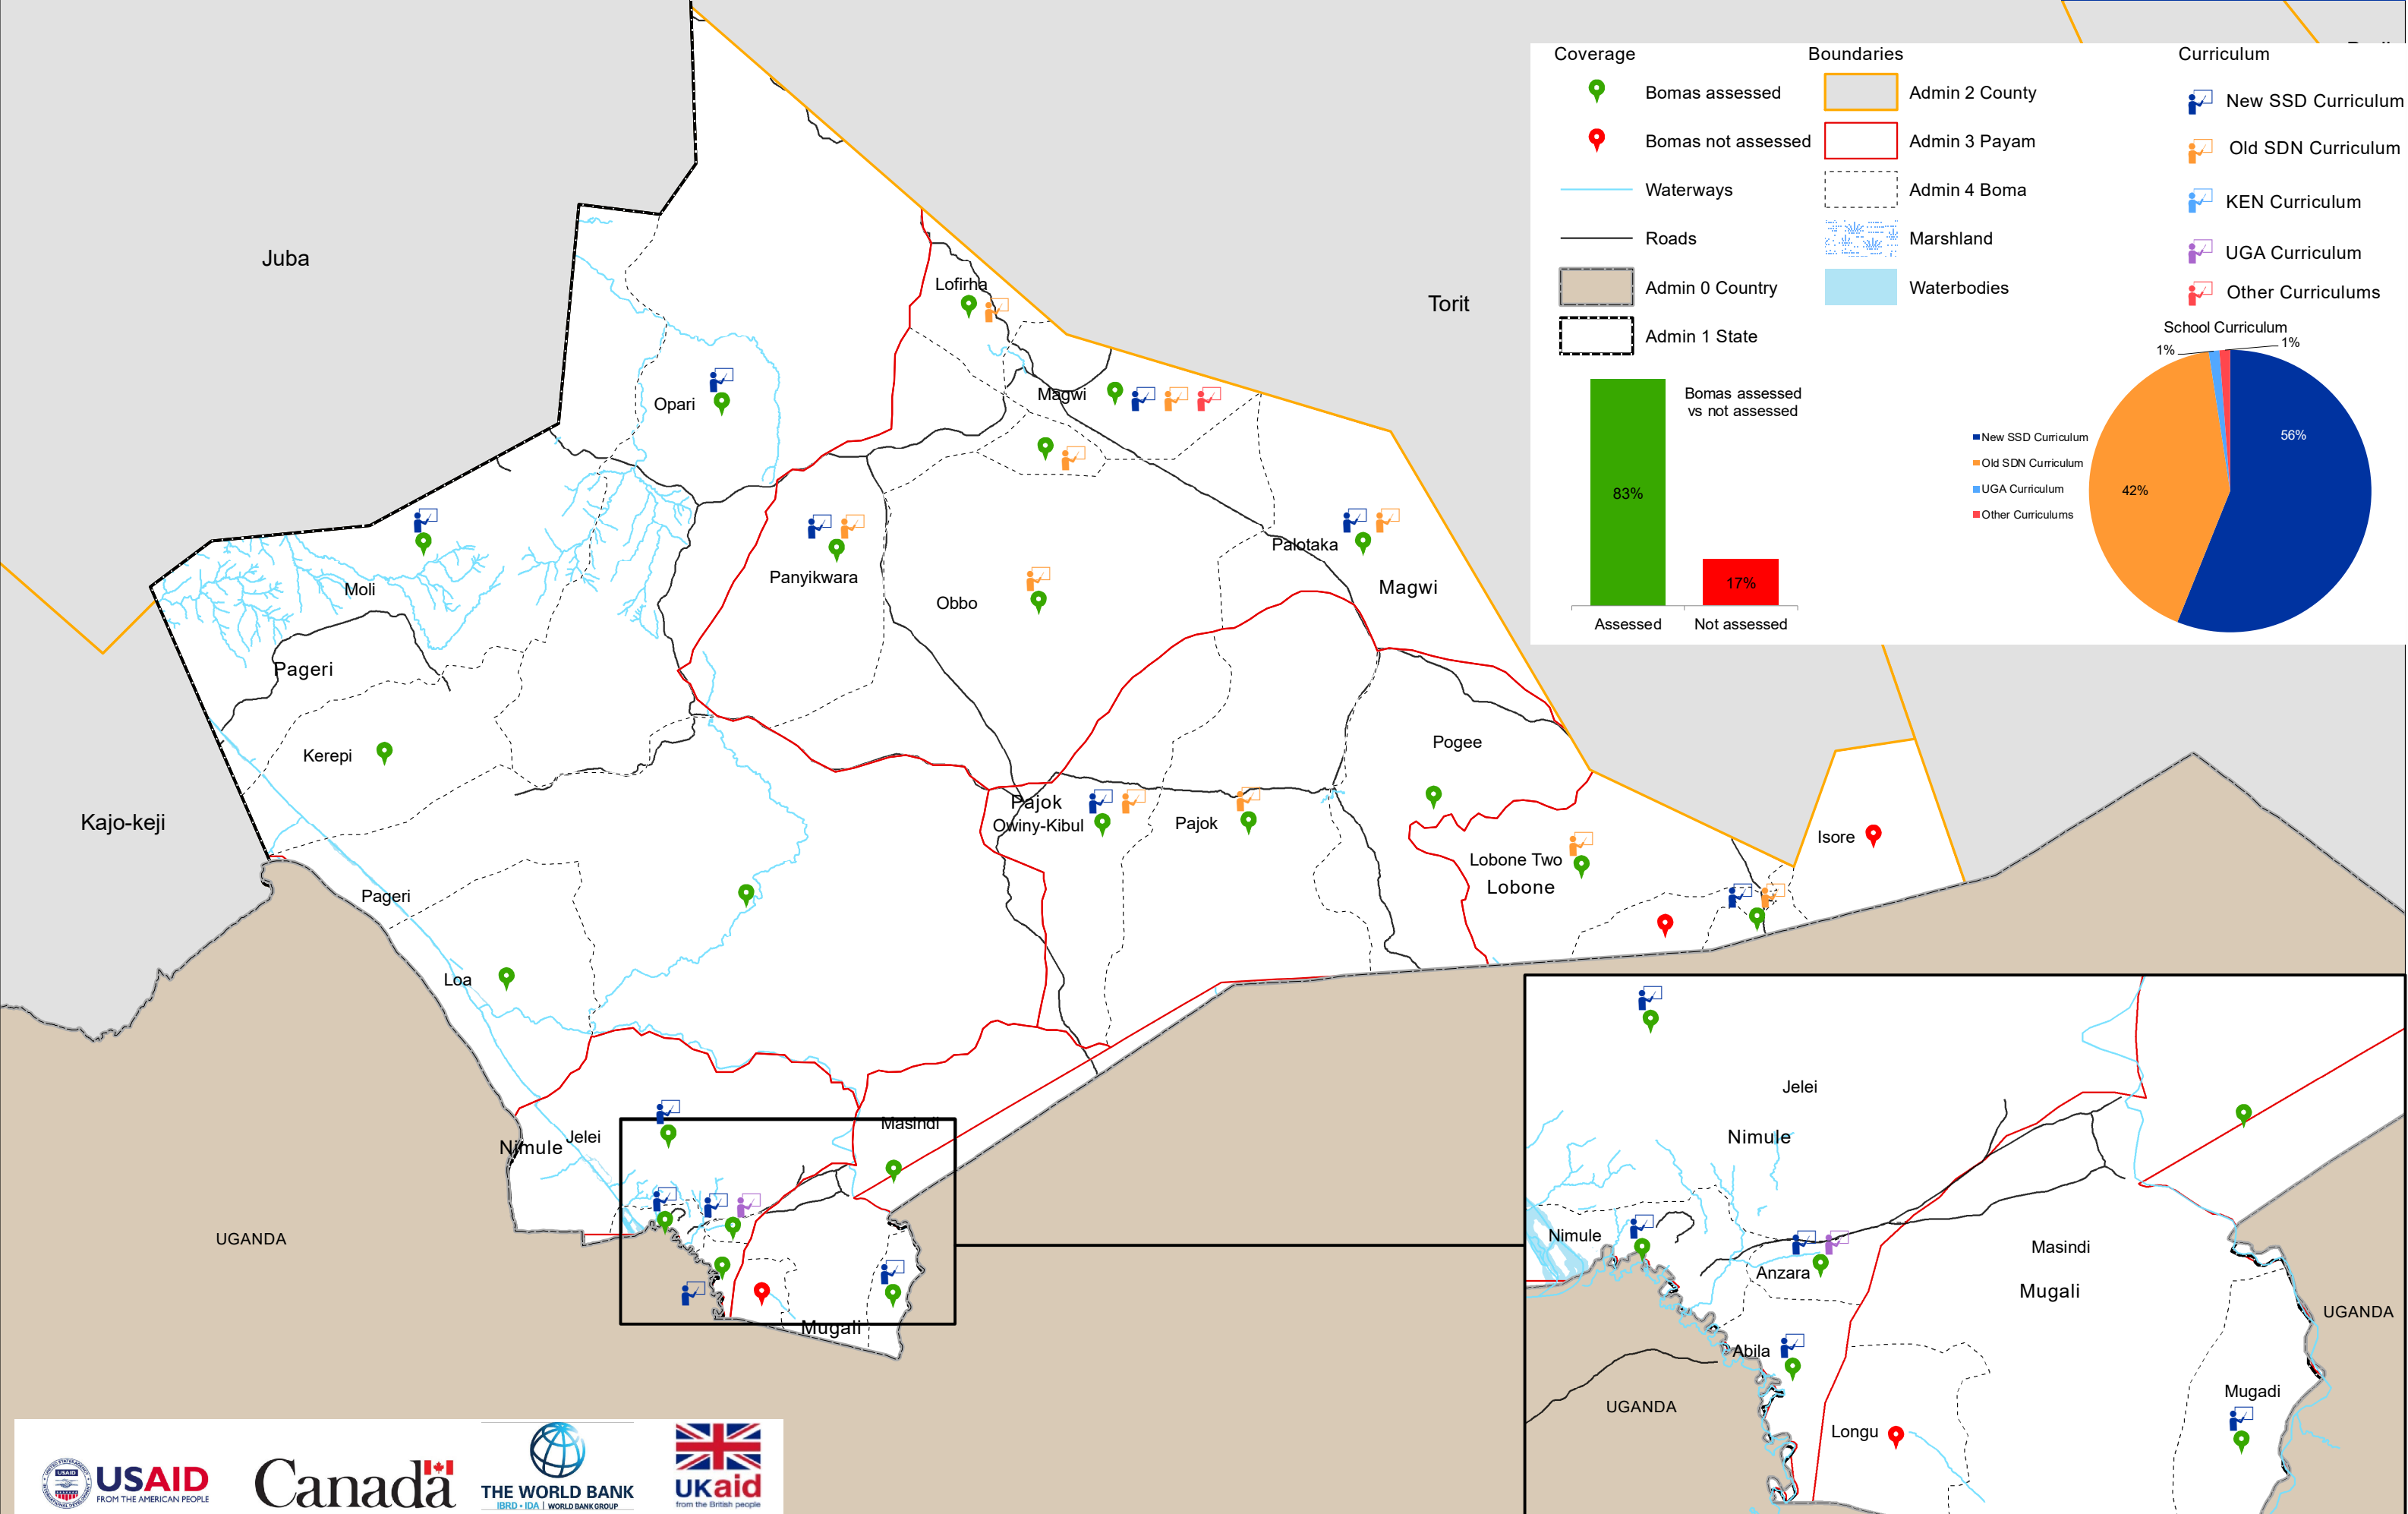 Coverage
Bomas assessed
Bomas not assessed
Waterways
Roads
Admin 0 Country
Admin 1 State
Boundaries
Admin 2 County
Admin 3 Payam
Admin 4 Boma
Marshland
Waterbodies
Curriculum
New SSD Curriculum
Old SDN Curriculum
KEN Curriculum
UGA Curriculum
Other Curriculums
Bomas assessed
vs not assessed
83%
17%
Assessed
Not assessed
School Curriculum
1%
1%
56%
42%
New SSD Curriculum
Old SDN Curriculum
UGA Curriculum
Other Curriculums
Juba
Torit
Lofirha
Magwi
Opari
Palotaka
Magwi
Panyikwara
Moli
Obbo
Pageri
Kerepi
Pogee
Kajo-keji
Pajok
Owiny-Kibul
Pajok
Isore
Lobone Two
Lobone
Pageri
Loa
Masindi
Jelei
Nimule
UGANDA
Mugali
Jelei
Nimule
Nimule
Anzara
Masindi
Mugali
UGANDA
Abila
UGANDA
Mugadi
Longu
UNITED STATES AGENCY
INTERNATIONAL DEVELOPMENT
USAID
USAID
FROM THE AMERICAN PEOPLE
Canada
THE WORLD BANK
IBRD • IDA | WORLD BANK GROUP
UKaid
from the British people